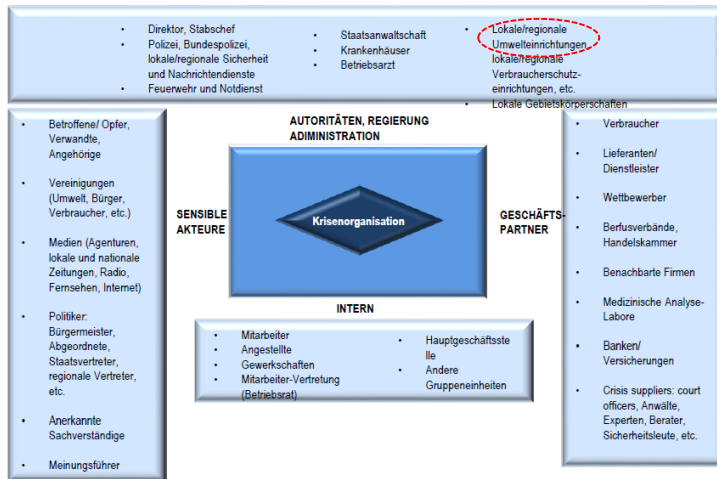 Direktor, Stabschef
Polizei, Bundespolizei,
lokale/regionale Sicherheit
und Nachrichtendienste
Feuerwehr und Notdienst
Staatsanwaltschaft
Krankenhäuser
Betriebsarzt
Lokale/regionale
Umwelteinrichtungen,
lokale/regionale
Verbraucherschutz-
einrichtungen, etc.
Lokale Gebietskörperschaften
AUTORITÄTEN, REGIERUNG
ADIMINISTRATION
Betroffene/ Opfer,
Verwandte,
Angehörige
Vereinigungen
(Umwelt, Bürger,
Verbraucher, etc.)
Medien (Agenturen,
lokale und nationale
Zeitungen, Radio,
Fernsehen, Internet)
Politiker:
Bürgermeister,
Abgeordnete,
Staatsvertreter,
regionale Vertreter,
etc.
Anerkannte
Sachverständige
Meinungsführer
SENSIBLE
AKTEURE
Krisenorganisation
GESCHÄFTS-
PARTNER
Verbraucher
Lieferanten/
Dienstleister
Wettbewerber
Berfusverbände,
Handelskammer
Benachbarte Firmen
Medizinische Analyse-
Labore
Banken/
Versicherungen
Crisis suppliers: court
officers, Anwälte,
Experten, Berater,
Sicherheitsleute, etc.
INTERN
Mitarbeiter
Angestellte
Gewerkschaften
Mitarbeiter-Vertretung
(Betriebsrat)
Hauptgeschäftsste
lle
Andere
Gruppeneinheiten